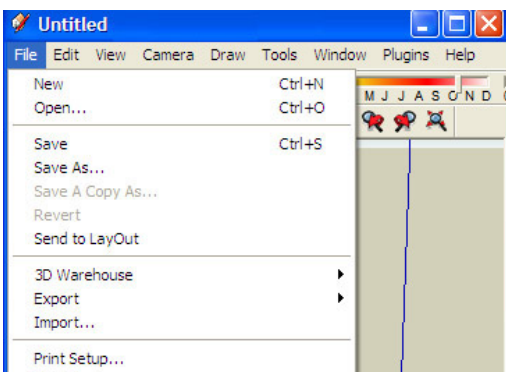 Untitled
File Edit View Camera Draw Tools Window Plugins Help
New Ctrl+N
Open... Ctrl+O
M J J A S O N D
Save Ctrl+S
Save As...
Save A Copy As...
Revert
Send to LayOut
3D Warehouse
Export
Import...
Print Setup...